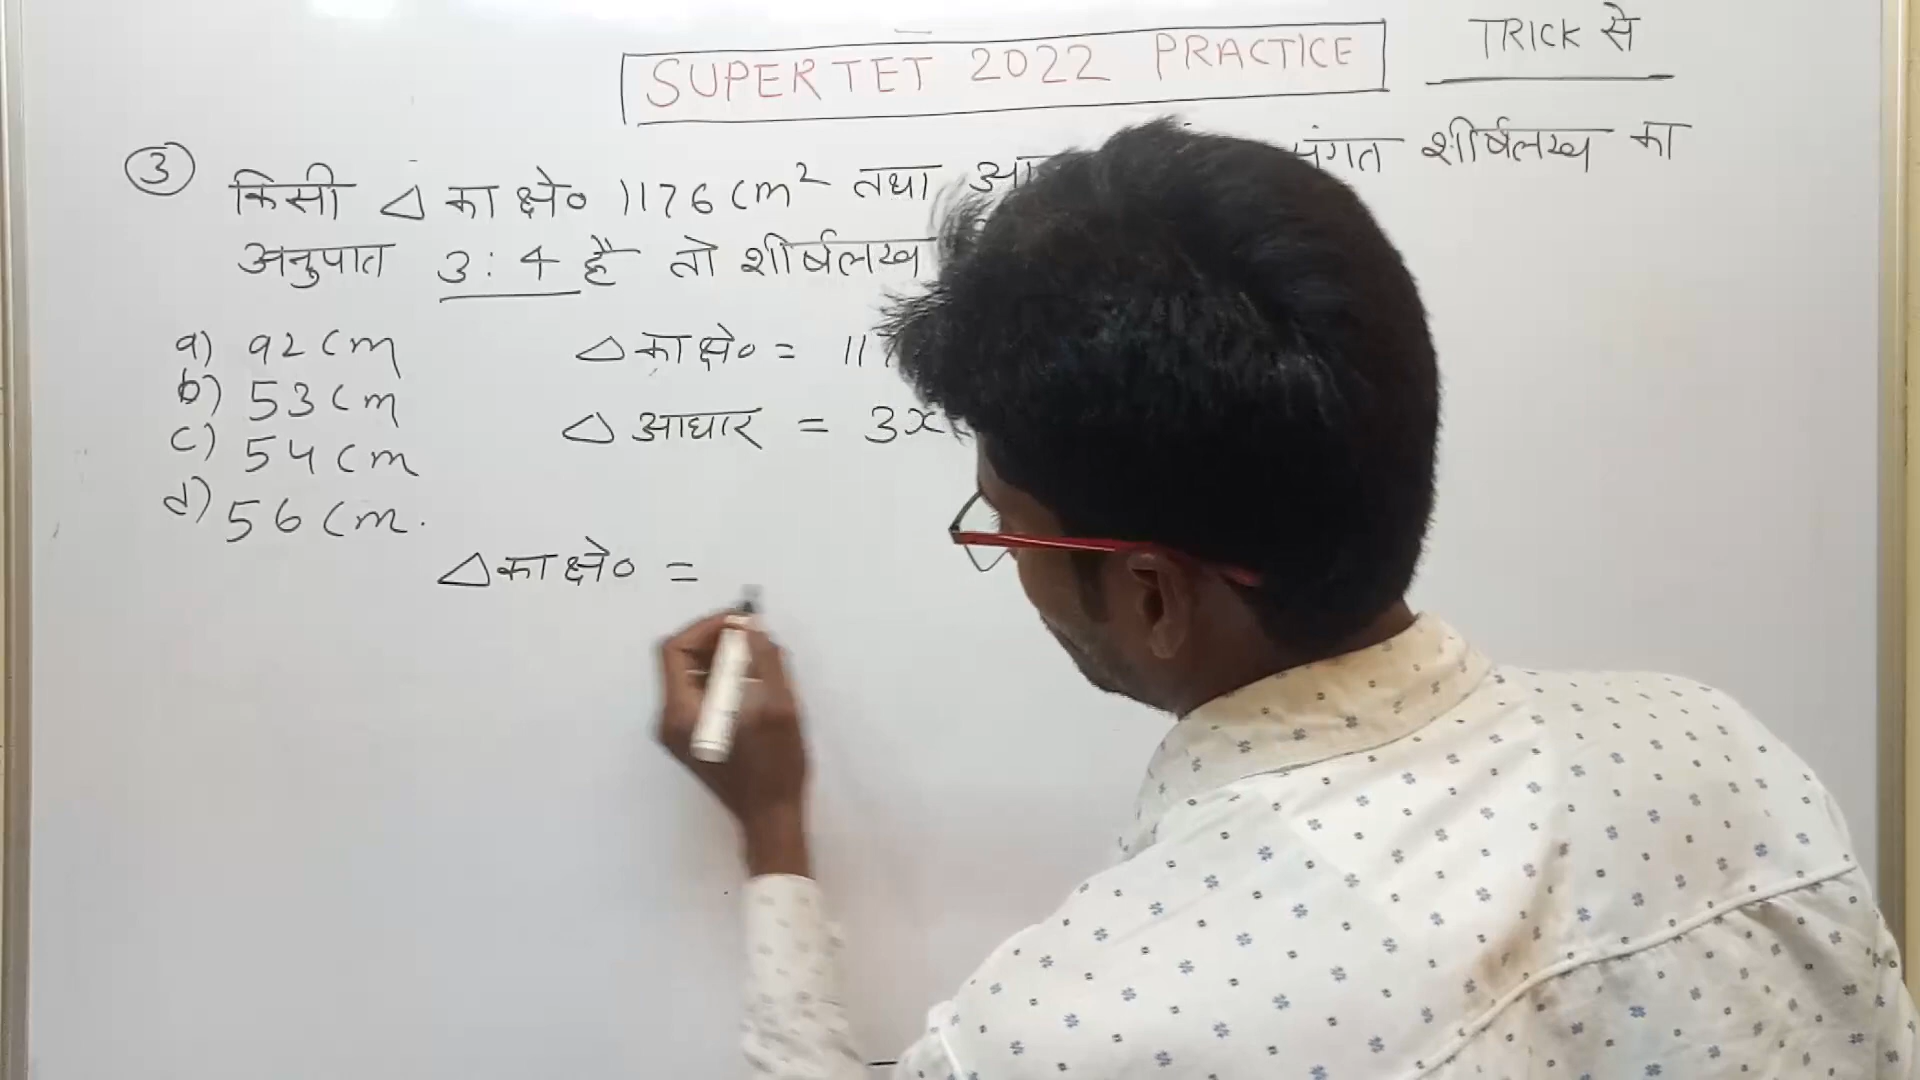 SUPERTET 2022 PRACTICE
TRICK से
③ किसी △ का क्षे० 1176 cm² तथा शीर्षलम्ब का
अनुपात 3:4 है तो शीर्षलम्ब
a) 92 cm
b) 53 cm
c) 54 cm
d) 56 cm.
△ का क्षे० =
△ आधार = 3x
△ का क्षे० =